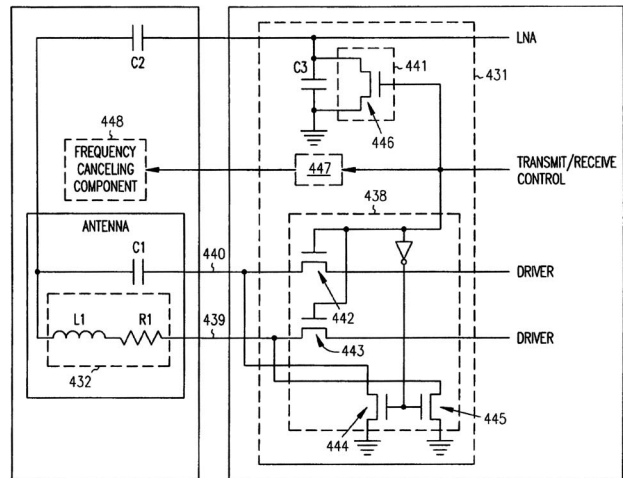 LNA
C2
C3
441
431
446
448
FREQUENCY
CANCELING
COMPONENT
447
TRANSMIT/RECEIVE
CONTROL
438
ANTENNA
C1
440
DRIVER
442
L1
R1
439
DRIVER
443
432
444
445